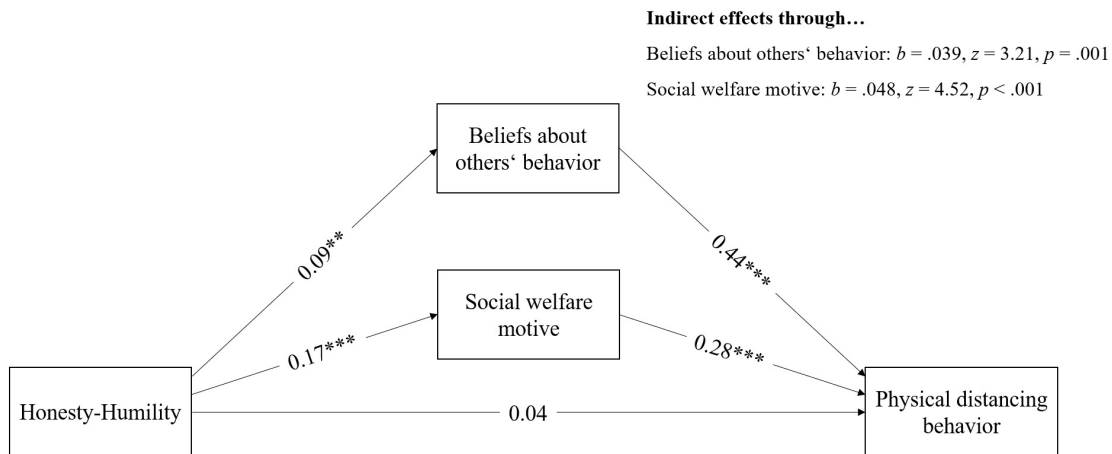 Indirect effects through…
Beliefs about others‘ behavior: b = .039, z = 3.21, p = .001
Social welfare motive: b = .048, z = 4.52, p < .001
Beliefs about
others‘ behavior
0.09**
0.44***
Social welfare
motive
0.17***
0.28***
Honesty-Humility
0.04
Physical distancing
behavior